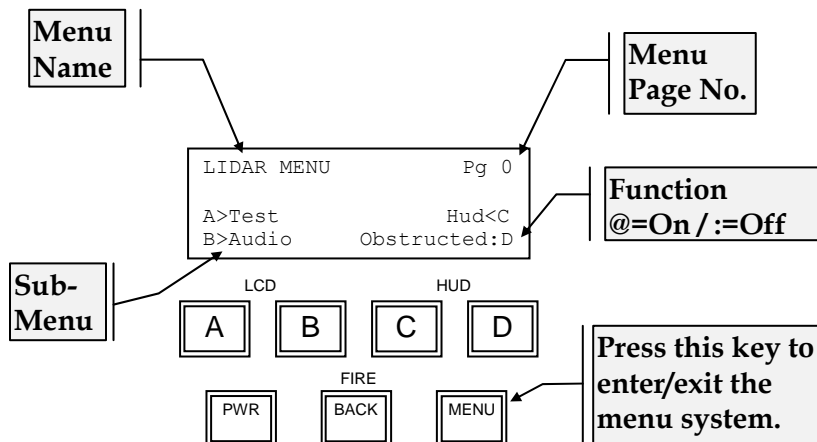 Menu
Name
Menu
Page No.
LIDAR MENU Pg 0
A>Test Hud<C
B>Audio Obstructed:D
Function
@=On / :=Off
Sub-
Menu
LCD HUD
A B C D
FIRE
PWR BACK MENU
Press this key to
enter/exit the
menu system.